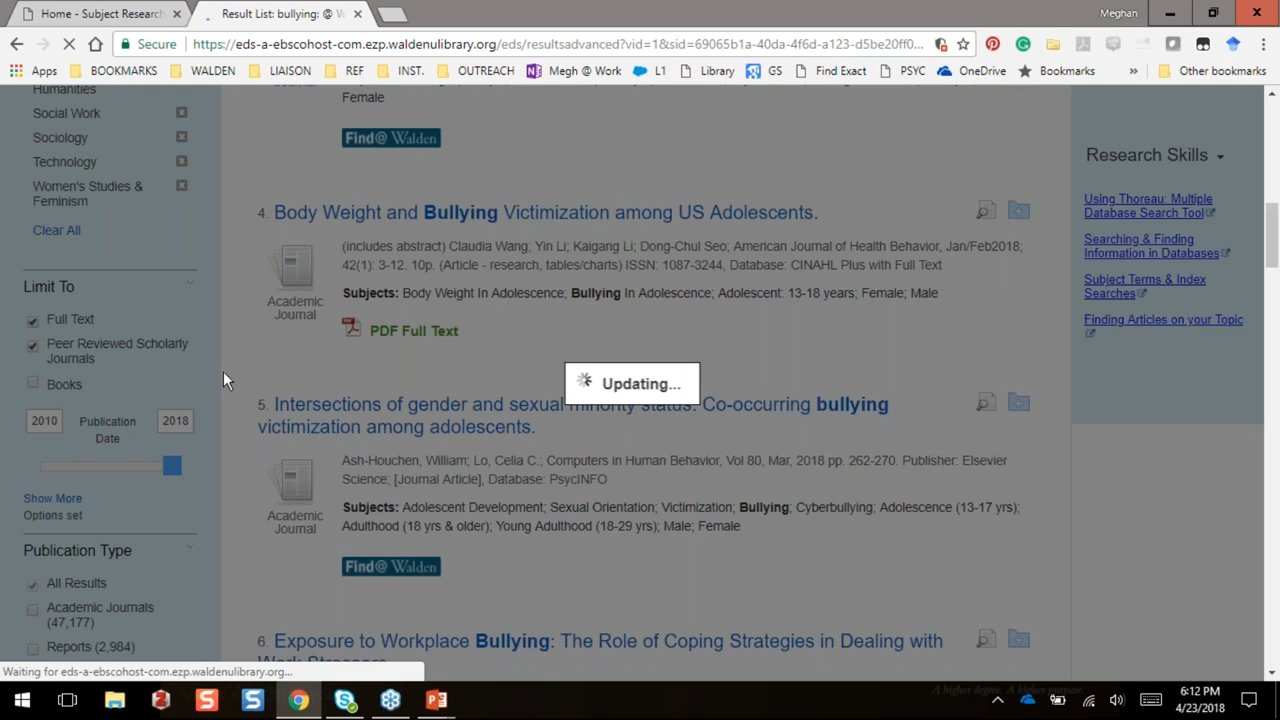 Home - Subject Research
Result List: bullying: @ W
Meghan
Secure
https://eds-a-ebscohost-com.ezp.waldenulibrary.org/eds/resultsadvanced?vid=1&sid=69065b1a-40da-4f6d-a123-d5be20ff0...
Apps BOOKMARKS WALDEN LIAISON REF INST. OUTREACH Megh @ Work L1 Library GS Find Exact PSYC OneDrive Bookmarks » Other bookmarks
Humanities
Social Work
Sociology
Technology
Women's Studies &
Feminism
Clear All
Limit To
Full Text
Peer Reviewed Scholarly
Journals
Books
2010 Publication Date 2018
Show More
Options set
Publication Type
All Results
Academic Journals
(47,177)
Reports (2,984)
Female
Find@ Walden
4. Body Weight and Bullying Victimization among US Adolescents.
(includes abstract) Claudia Wang; Yin Li; Kaigang Li; Dong-Chul Seo; American Journal of Health Behavior, Jan/Feb2018;
42(1): 3-12. 10p. (Article - research, tables/charts) ISSN: 1087-3244, Database: CINAHL Plus with Full Text
Academic
Journal
Subjects: Body Weight In Adolescence; Bullying In Adolescence; Adolescent: 13-18 years; Female; Male
PDF Full Text
Updating...
5. Intersections of gender and sexual minority status: Co-occurring bullying
victimization among adolescents.
Ash-Houchen, William; Lo, Celia C.; Computers in Human Behavior, Vol 80, Mar, 2018 pp. 262-270. Publisher: Elsevier
Science; [Journal Article], Database: PsycINFO
Academic
Journal
Subjects: Adolescent Development; Sexual Orientation; Victimization; Bullying; Cyberbullying; Adolescence (13-17 yrs);
Adulthood (18 yrs & older); Young Adulthood (18-29 yrs); Male; Female
Find@ Walden
6. Exposure to Workplace Bullying: The Role of Coping Strategies in Dealing with
Work Stressors.
Research Skills
Using Thoreau: Multiple
Database Search Tool
Searching & Finding
Information in Databases
Subject Terms & Index
Searches
Finding Articles on your Topic
Waiting for eds-a-ebscohost-com.ezp.waldenulibrary.org...
A higher degree. A higher purpose.
6:12 PM
4/23/2018